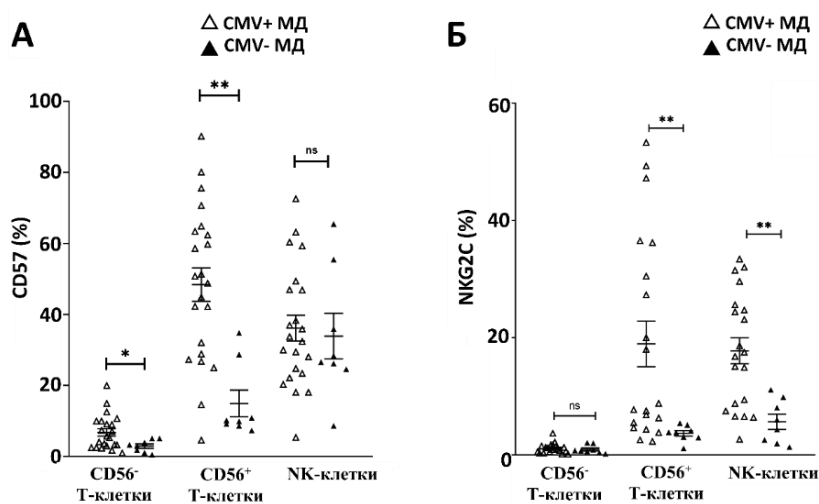 А
△ CMV+ МД
▲ CMV- МД
**
*
ns
CD57 (%)
100
80
60
40
20
0
CD56⁻
Т-клетки
CD56⁺
Т-клетки
NK-клетки
Б
△ CMV+ МД
▲ CMV- МД
**
**
ns
NKG2C (%)
60
40
20
0
CD56⁻
Т-клетки
CD56⁺
Т-клетки
NK-клетки